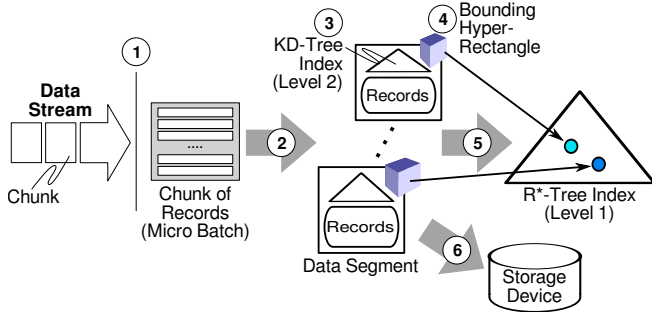 1
Data
Stream
Chunk
....
Chunk of
Records
(Micro Batch)
2
3
KD-Tree
Index
(Level 2)
Records
4
Bounding
Hyper-
Rectangle
Records
Data Segment
5
R*-Tree Index
(Level 1)
6
Storage
Device